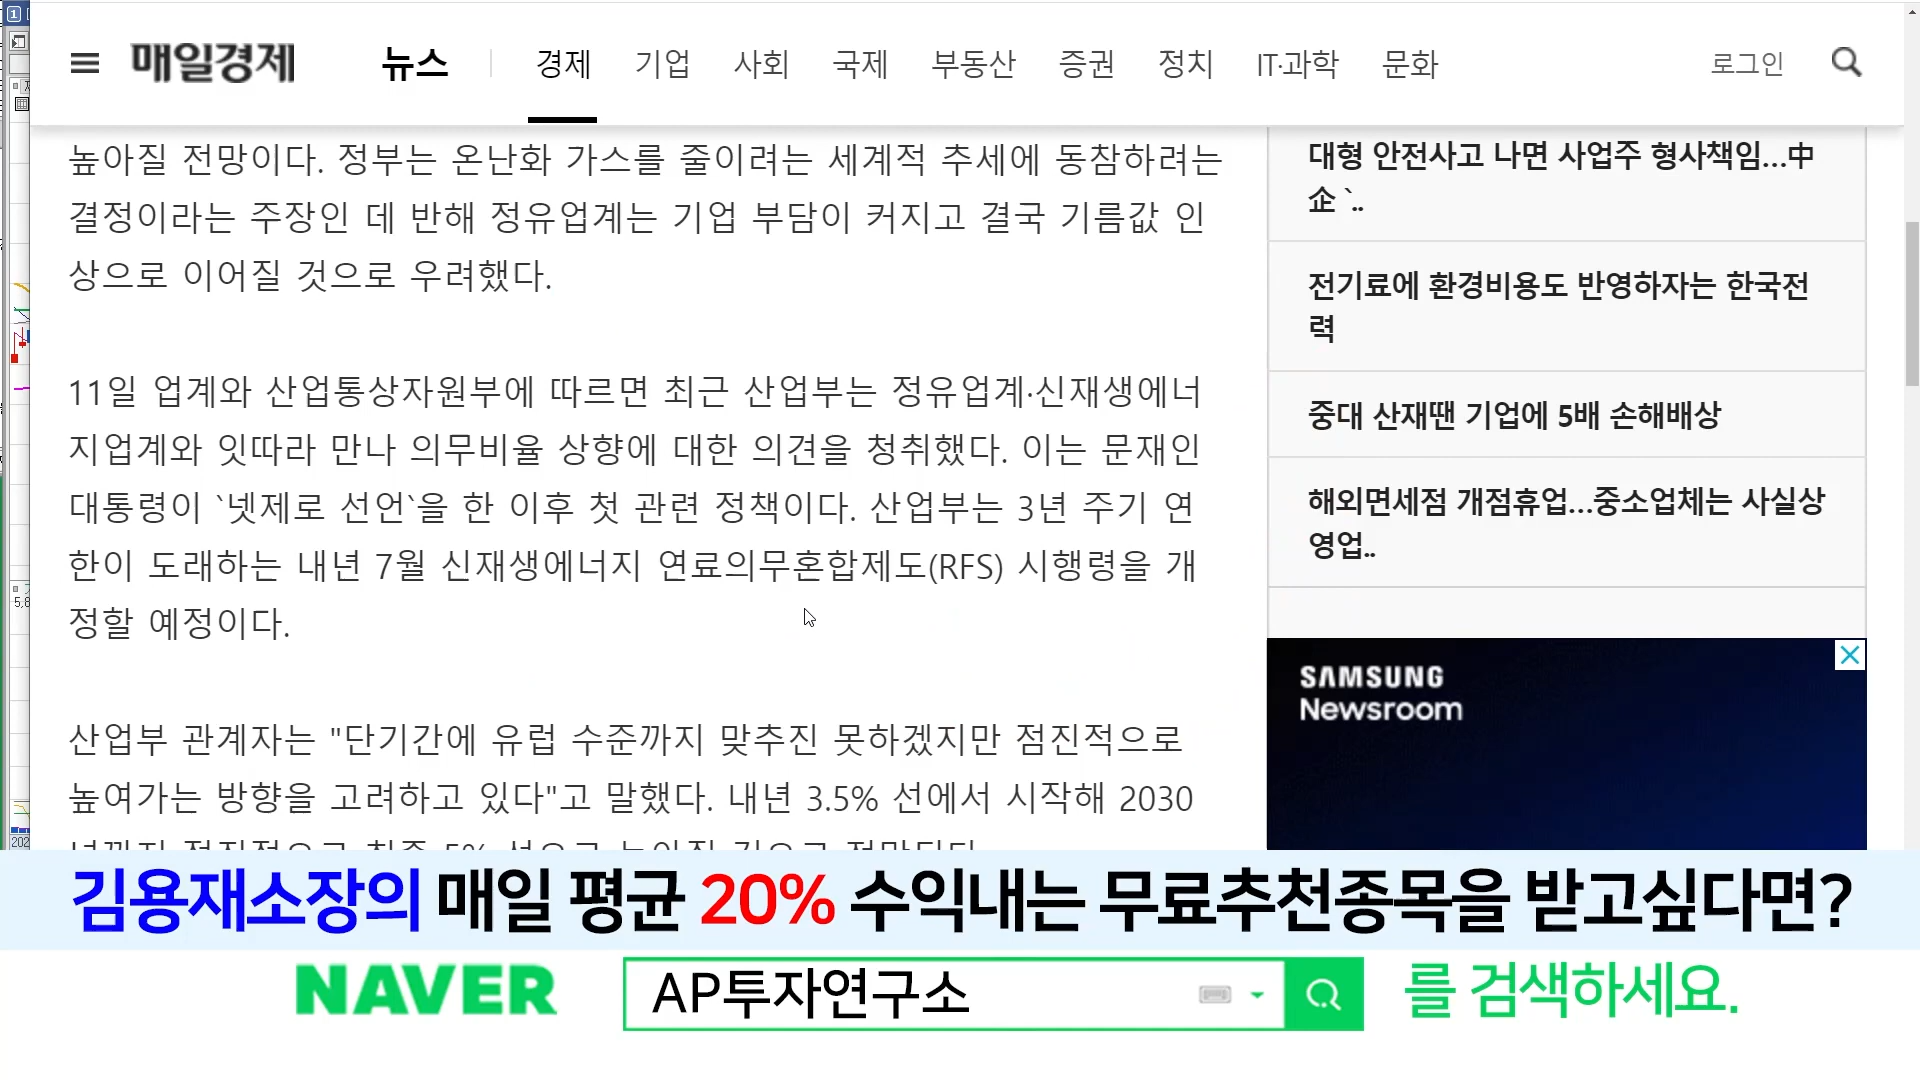 매일경제
뉴스 경제 기업 사회 국제 부동산 증권 정치 IT·과학 문화 로그인
높아질 전망이다. 정부는 온난화 가스를 줄이려는 세계적 추세에 동참하려는
결정이라는 주장인 데 반해 정유업계는 기업 부담이 커지고 결국 기름값 인
상으로 이어질 것으로 우려했다.
11일 업계와 산업통상자원부에 따르면 최근 산업부는 정유업계·신재생에너
지업계와 잇따라 만나 의무비율 상향에 대한 의견을 청취했다. 이는 문재인
대통령이 `넷제로 선언`을 한 이후 첫 관련 정책이다. 산업부는 3년 주기 연
한이 도래하는 내년 7월 신재생에너지 연료의무혼합제도(RFS) 시행령을 개
정할 예정이다.
산업부 관계자는 "단기간에 유럽 수준까지 맞추진 못하겠지만 점진적으로
높여가는 방향을 고려하고 있다"고 말했다. 내년 3.5% 선에서 시작해 2030
대형 안전사고 나면 사업주 형사책임…中
企 `..
전기료에 환경비용도 반영하자는 한국전
력
중대 산재땐 기업에 5배 손해배상
해외면세점 개점휴업…중소업체는 사실상
영업..
SAMSUNG
Newsroom
김용재소장의 매일 평균 20% 수익내는 무료추천종목을 받고싶다면?
NAVER AP투자연구소 를 검색하세요.